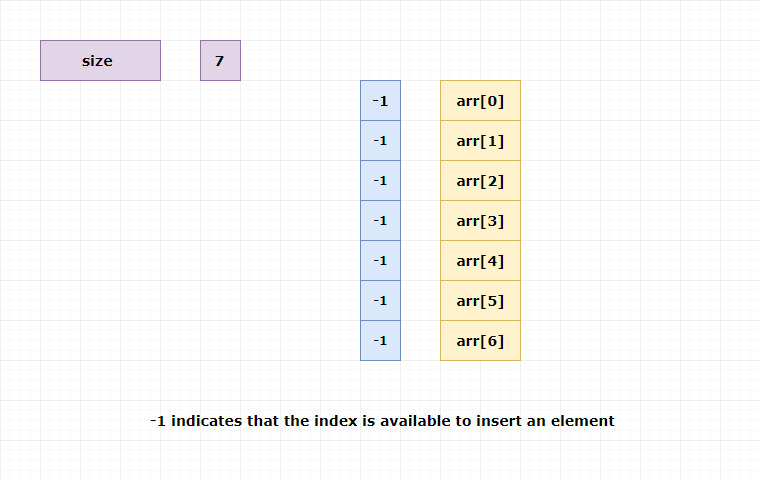 size 7
-1 arr[0]
-1 arr[1]
-1 arr[2]
-1 arr[3]
-1 arr[4]
-1 arr[5]
-1 arr[6]
-1 indicates that the index is available to insert an element